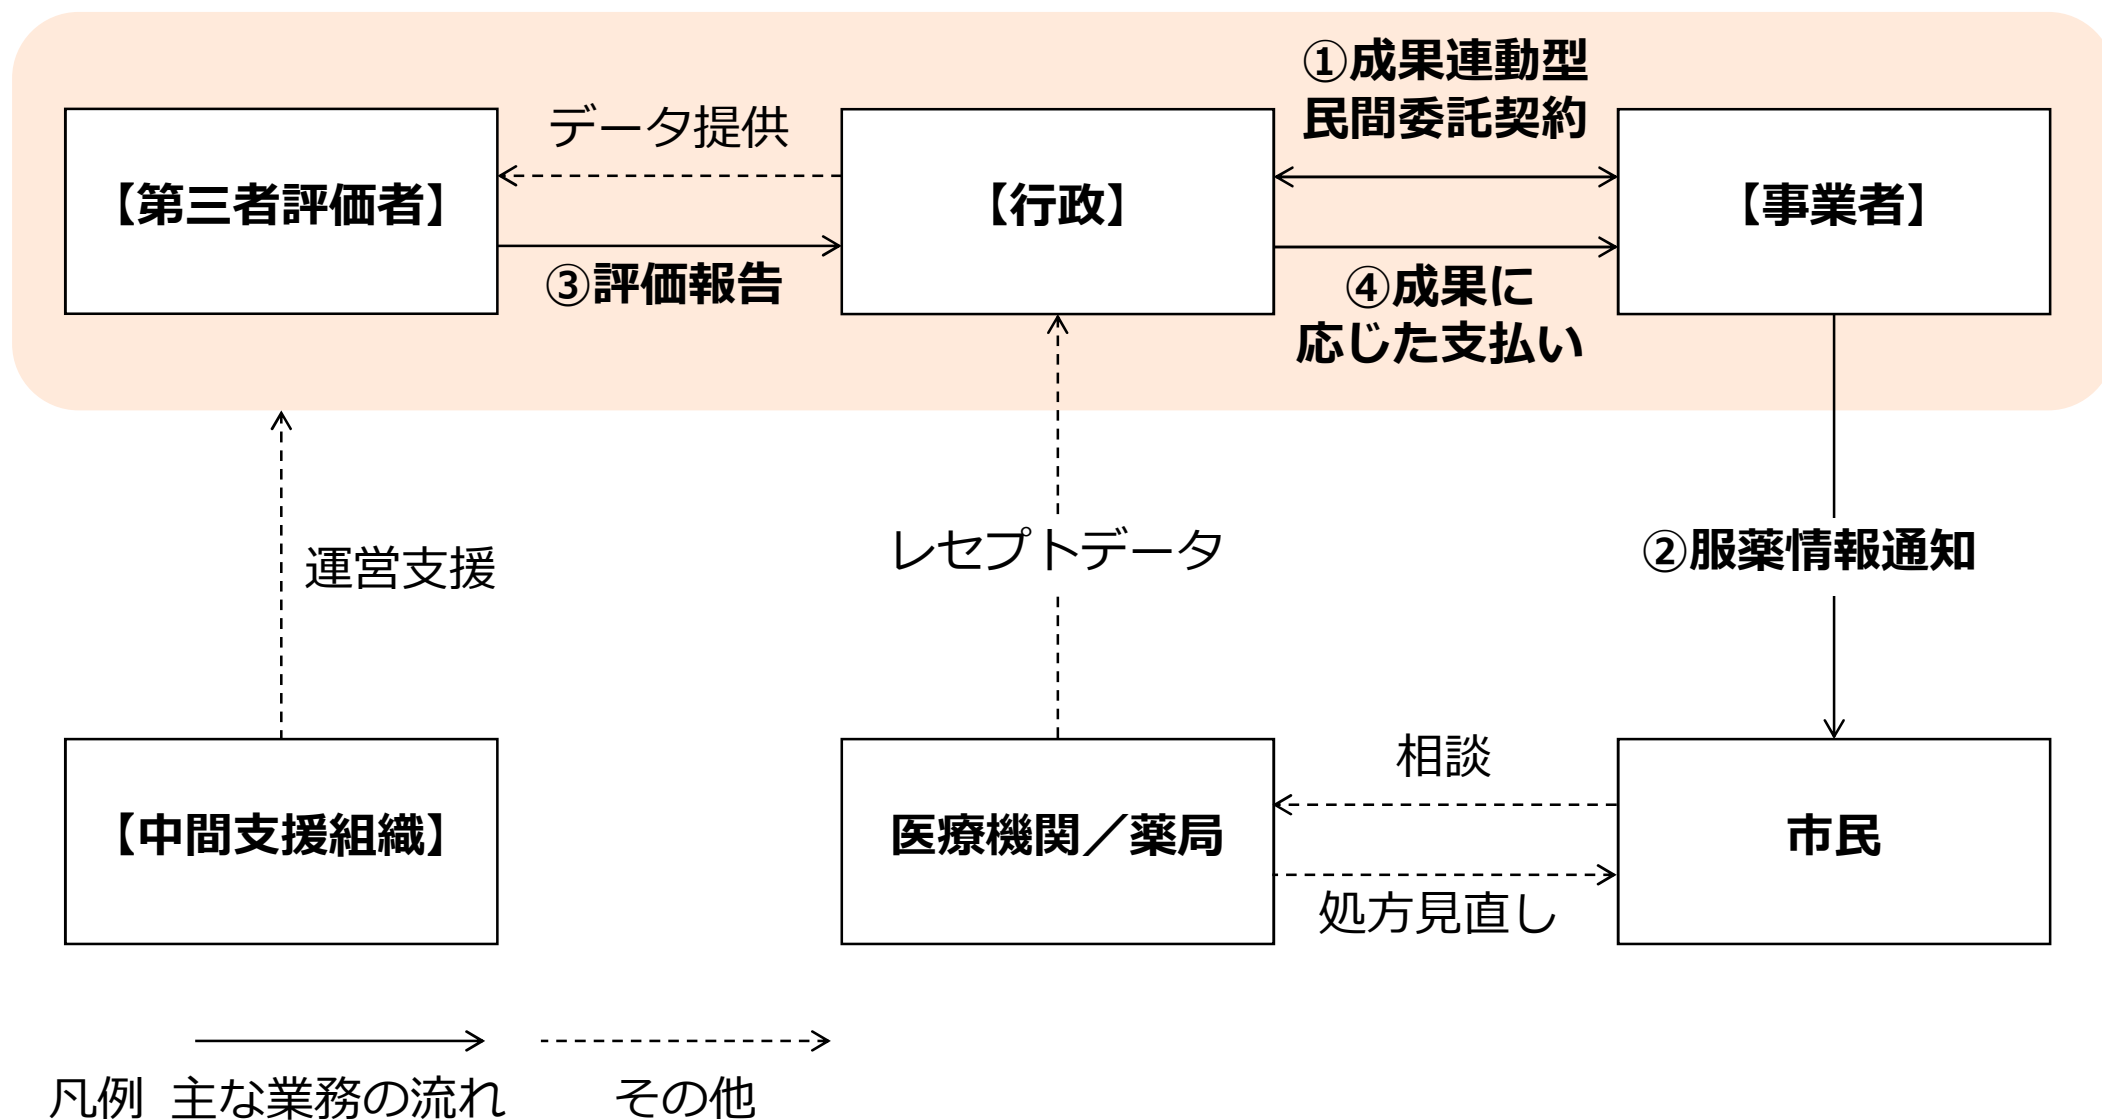 ①成果連動型
民間委託契約
データ提供
【第三者評価者】
【行政】
【事業者】
③評価報告
④成果に
応じた支払い
運営支援
レセプトデータ
②服薬情報通知
相談
【中間支援組織】
医療機関／薬局
市民
処方見直し
凡例 主な業務の流れ その他